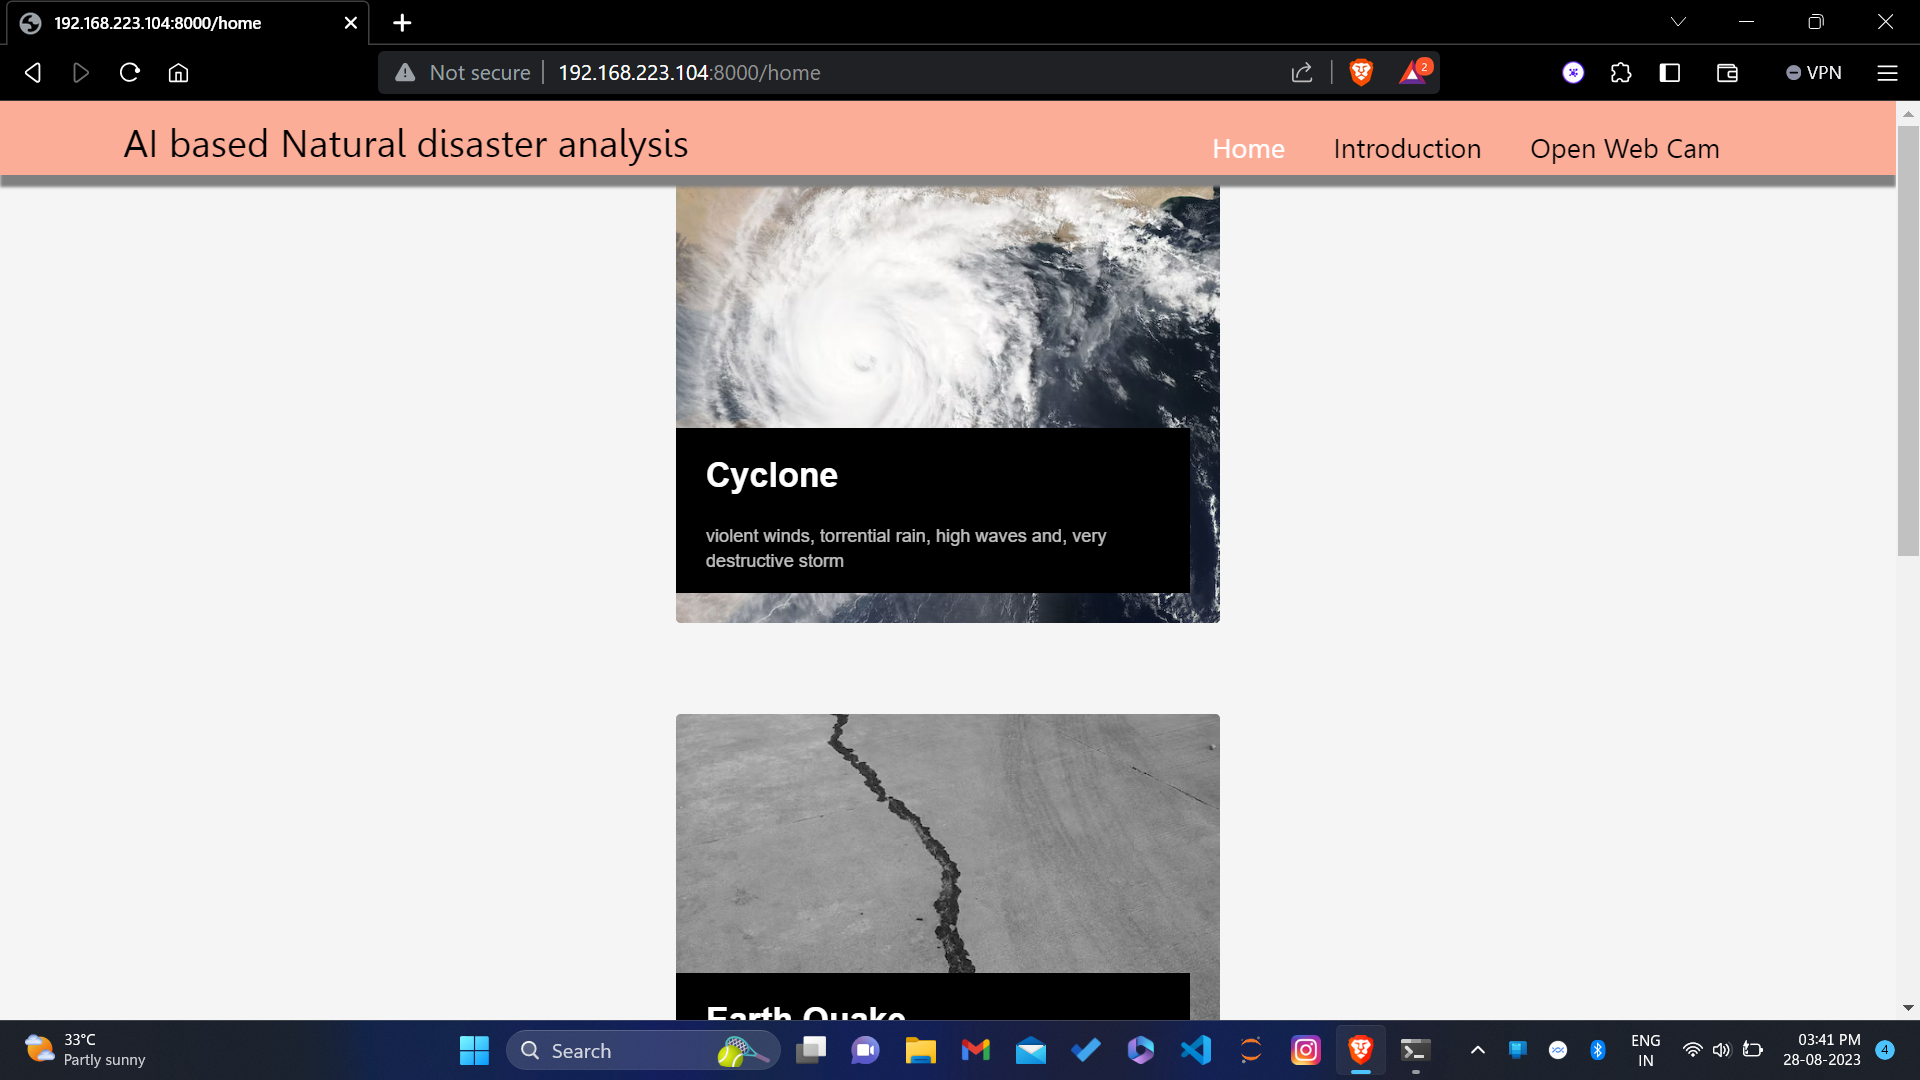 192.168.223.104:8000/home
Not secure
192.168.223.104:8000/home
2
VPN
AI based Natural disaster analysis
Home
Introduction
Open Web Cam
Cyclone
violent winds, torrential rain, high waves and, very
destructive storm
Earth Quake
33°C
Partly sunny
Search
ENG
IN
03:41 PM
28-08-2023
4